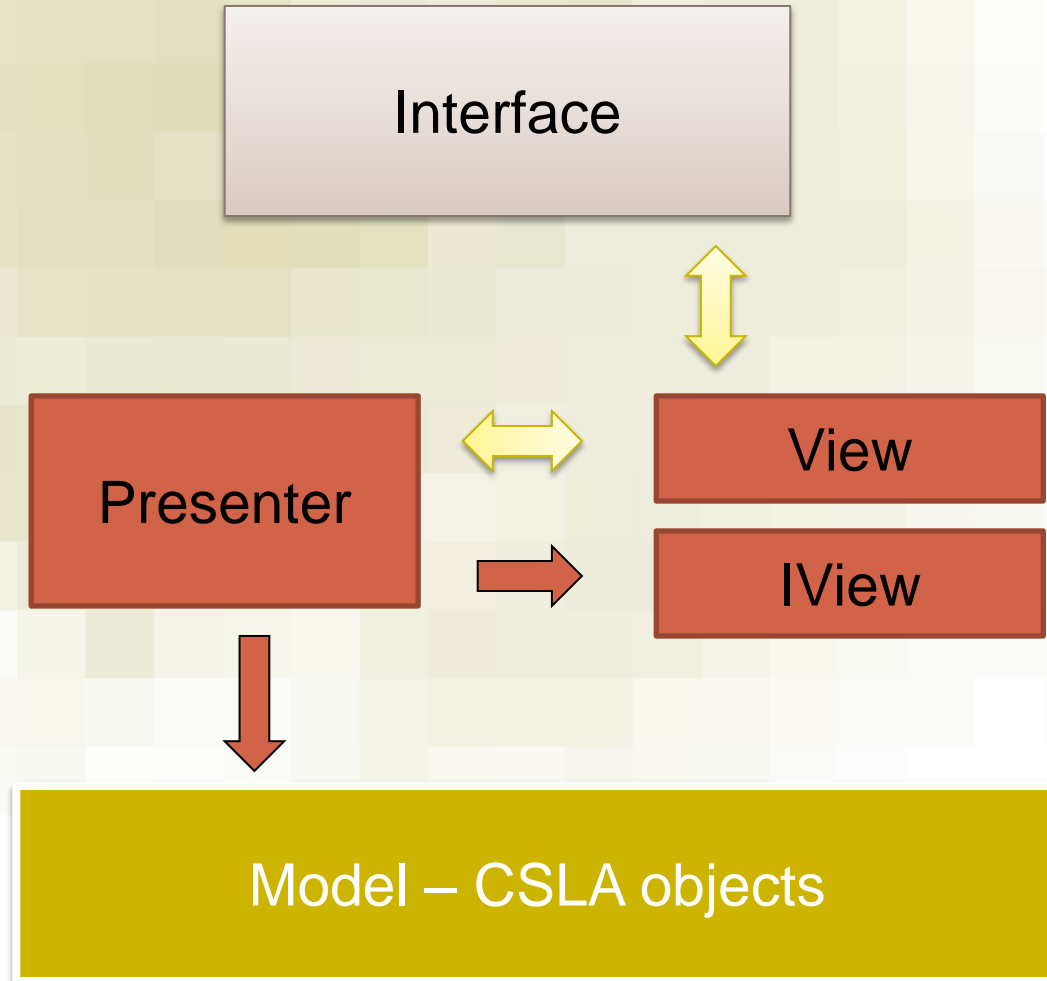 Interface
View
Presenter
IView
Model – CSLA objects